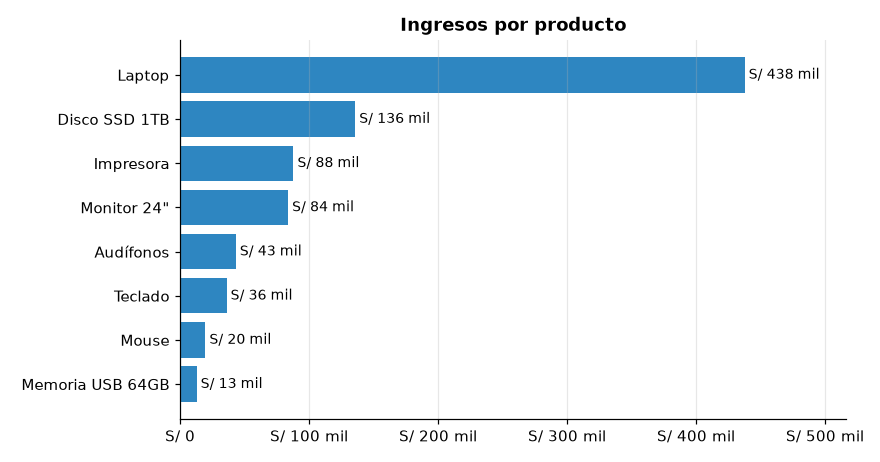 Ingresos por producto
Laptop S/ 438 mil
Disco SSD 1TB S/ 136 mil
Impresora S/ 88 mil
Monitor 24" S/ 84 mil
Audífonos S/ 43 mil
Teclado S/ 36 mil
Mouse S/ 20 mil
Memoria USB 64GB S/ 13 mil
S/ 0 S/ 100 mil S/ 200 mil S/ 300 mil S/ 400 mil S/ 500 mil